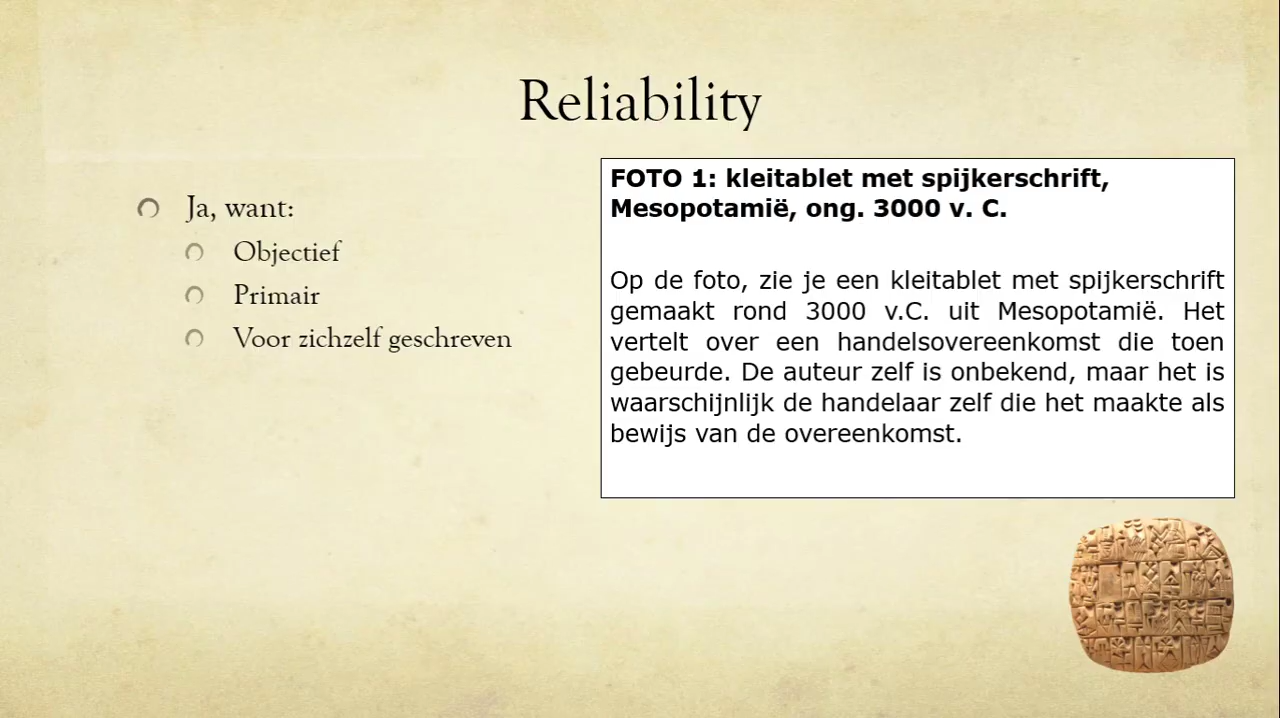 Reliability
Ja, want:
Objectief
Primair
Voor zichzelf geschreven
FOTO 1: kleitablet met spijkerschrift,
Mesopotamië, ong. 3000 v. C.
Op de foto, zie je een kleitablet met spijkerschrift
gemaakt rond 3000 v.C. uit Mesopotamië. Het
vertelt over een handelsovereenkomst die toen
gebeurde. De auteur zelf is onbekend, maar het is
waarschijnlijk de handelaar zelf die het maakte als
bewijs van de overeenkomst.